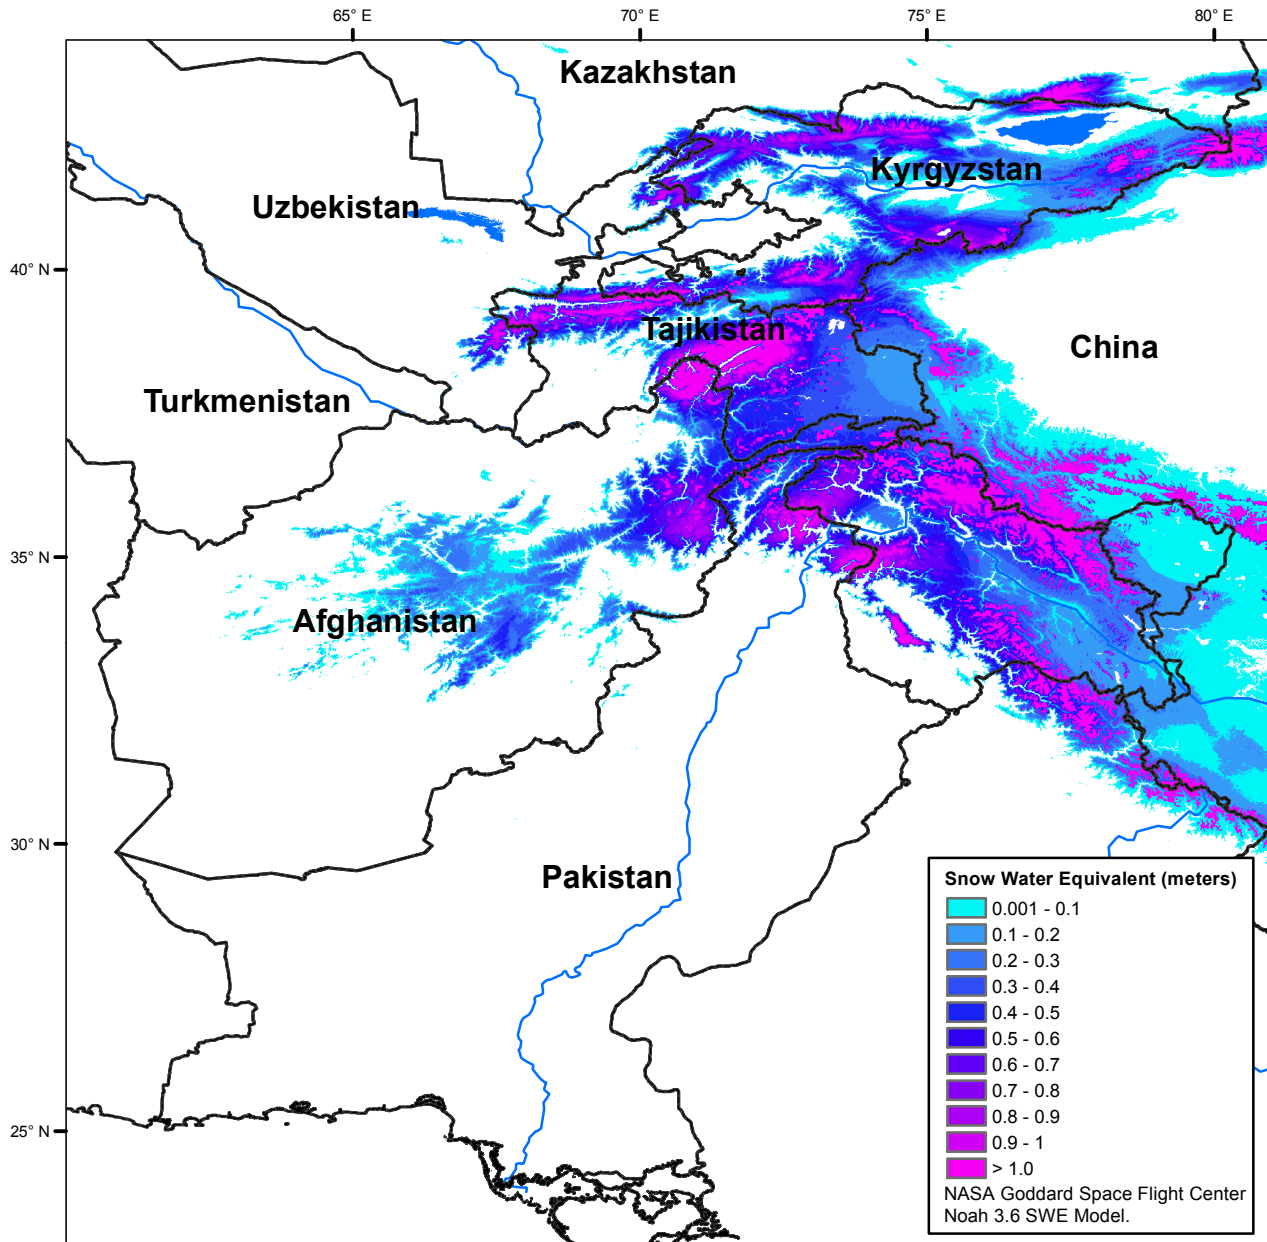 65° E
70° E
75° E
80° E
Kazakhstan
Kyrgyzstan
Uzbekistan
40° N
Tajikistan
China
Turkmenistan
35° N
Afghanistan
30° N
Pakistan
25° N
Snow Water Equivalent (meters)
0.001 - 0.1
0.1 - 0.2
0.2 - 0.3
0.3 - 0.4
0.4 - 0.5
0.5 - 0.6
0.6 - 0.7
0.7 - 0.8
0.8 - 0.9
0.9 - 1
> 1.0
NASA Goddard Space Flight Center
Noah 3.6 SWE Model.